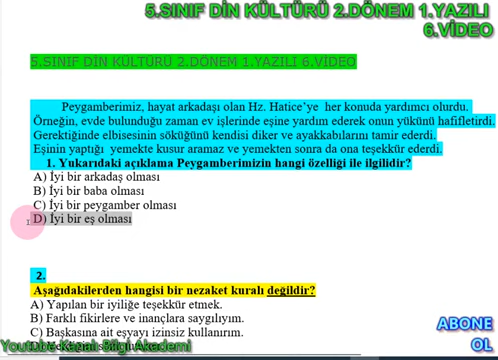 5.SINIF DİN KÜLTÜRÜ 2.DÖNEM 1.YAZILI
6.VİDEO
5.SINIF DİN KÜLTÜRÜ 2.DÖNEM 1.YAZILI 6.VİDEO
Peygamberimiz, hayat arkadaşı olan Hz. Hatice’ye her konuda yardımcı olurdu.
Örneğin, evde bulunduğu zaman ev işlerinde eşine yardım ederek onun yükünü hafifletirdi.
Gerektiğinde elbisesinin söküğünü kendisi diker ve ayakkabılarını tamir ederdi.
Eşinin yaptığı yemekte kusur aramaz ve yemekten sonra da ona teşekkür ederdi.
1. Yukarıdaki açıklama Peygamberimizin hangi özelliği ile ilgilidir?
A) İyi bir arkadaş olması
B) İyi bir baba olması
C) İyi bir peygamber olması
D) İyi bir eş olması
2.
Aşağıdakilerden hangisi bir nezaket kuralı değildir?
A) Yapılan bir iyiliğe teşekkür etmek.
B) Farklı fikirlere ve inançlara saygılıyım.
C) Başkasına ait eşyayı izinsiz kullanırım.
Youtube Kanalı Bilgi Akademi
ABONE
OL